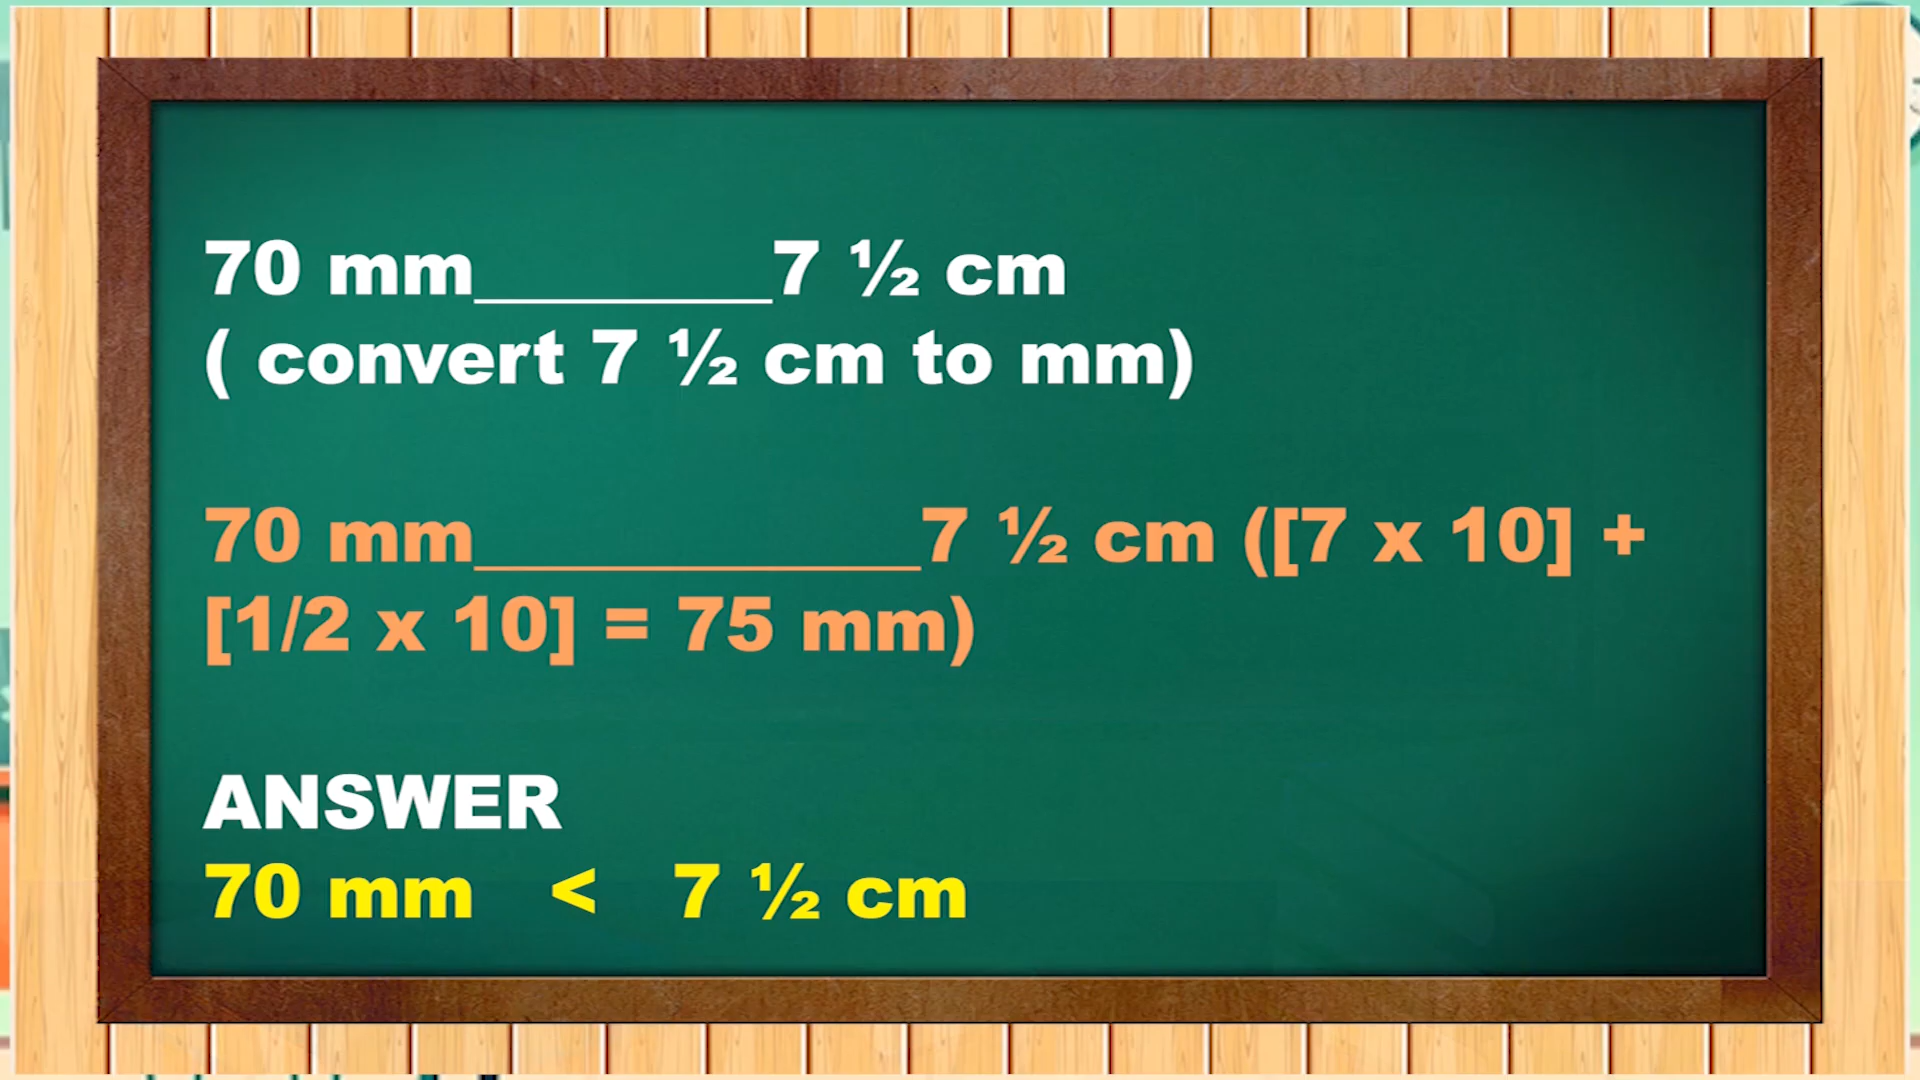 70 mm________7 ½ cm
( convert 7 ½ cm to mm)
70 mm____________7 ½ cm ([7 x 10] +
[1/2 x 10] = 75 mm)
ANSWER
70 mm < 7 ½ cm